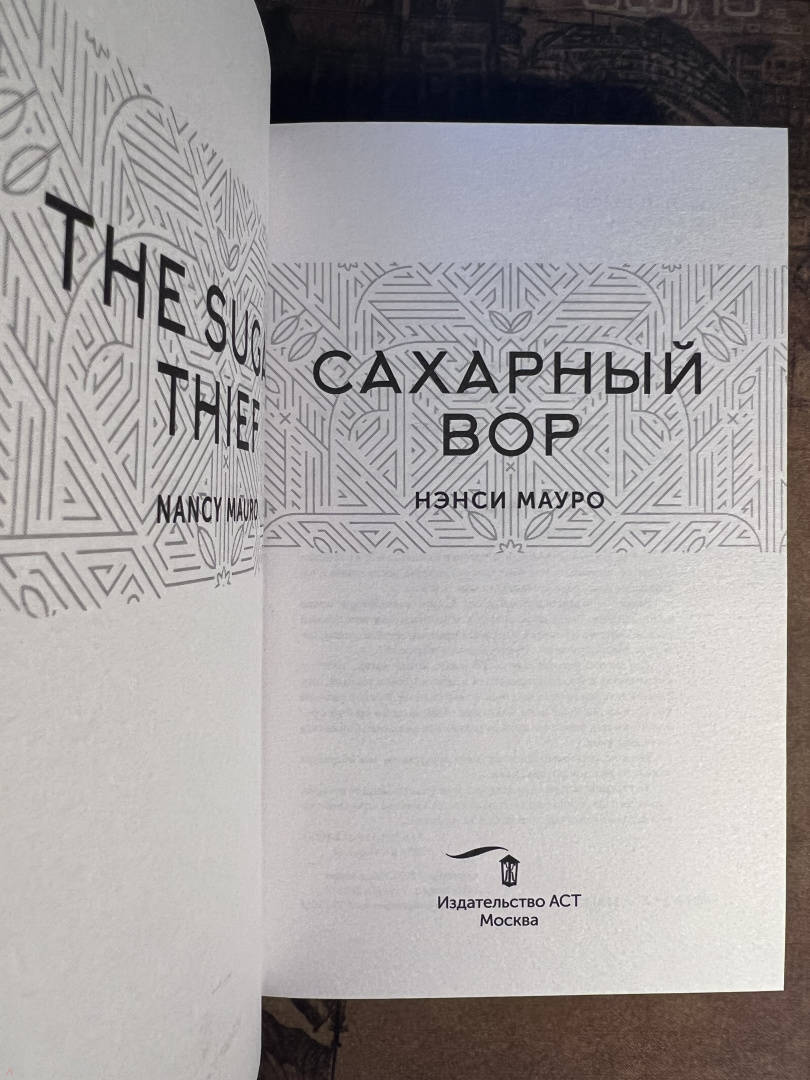 THE SUGA
THIEF
NANCY MAURO
САХАРНЫЙ
ВОР
НЭНСИ МАУРО
Издательство АСТ
Москва